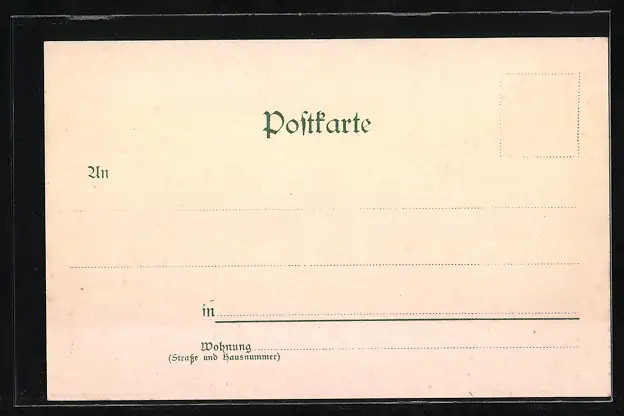 Postkarte
An
in
Wohnung
(Straße und Hausnummer)